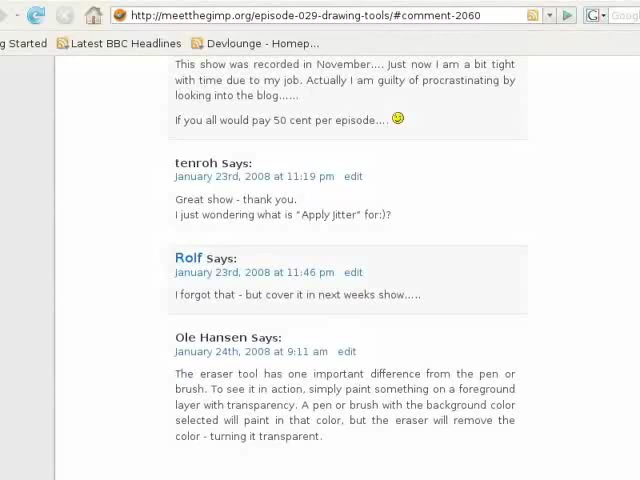 http://meetthegimp.org/episode-029-drawing-tools/#comment-2060
Google
g Started Latest BBC Headlines Devlounge - Homep...
This show was recorded in November.... Just now I am a bit tight
with time due to my job. Actually I am guilty of procrastinating by
looking into the blog......
If you all would pay 50 cent per episode....
tenroh Says:
January 23rd, 2008 at 11:19 pm edit
Great show - thank you.
I just wondering what is "Apply Jitter" for:)?
Rolf Says:
January 23rd, 2008 at 11:46 pm edit
I forgot that - but cover it in next weeks show.....
Ole Hansen Says:
January 24th, 2008 at 9:11 am edit
The eraser tool has one important difference from the pen or
brush. To see it in action, simply paint something on a foreground
layer with transparency. A pen or brush with the background color
selected will paint in that color, but the eraser will remove the
color - turning it transparent.